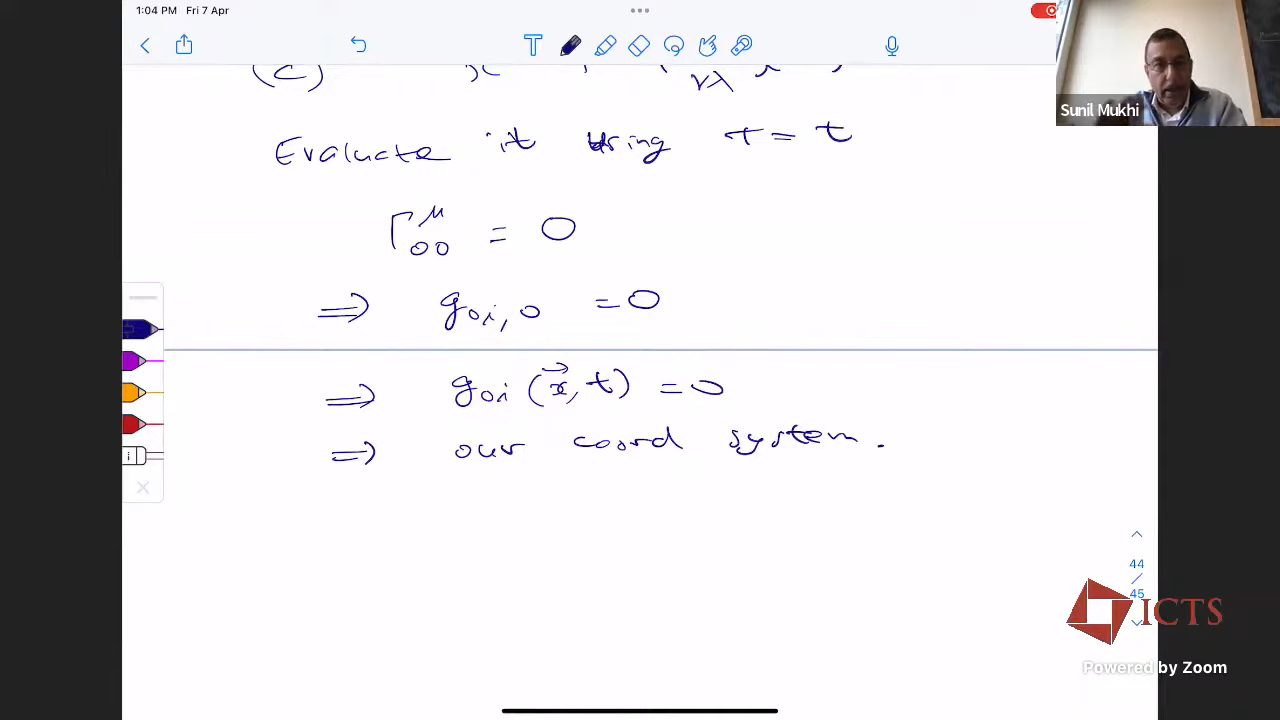 1:04 PM Fri 7 Apr
Sunil Mukhi
(C)
νλ
Evaluate it using τ = t
Γ^μ_00 = 0
⇒ g_0i,0 = 0
⇒ g_0i (x⃗, t) = 0
⇒ our coord system.
44
/
45
ICTS
Powered by Zoom